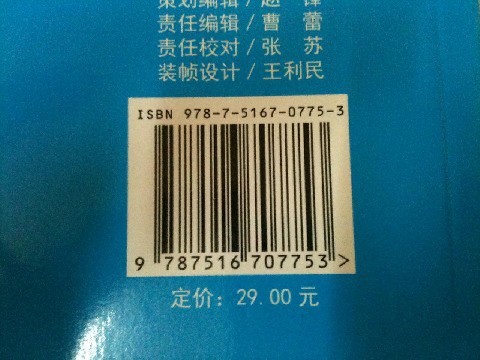 策划编辑/赵 锋
责任编辑/曹 蕾
责任校对/张 苏
装帧设计/王利民
ISBN 978-7-5167-0775-3
9 787516 707753 >
定价：29.00 元